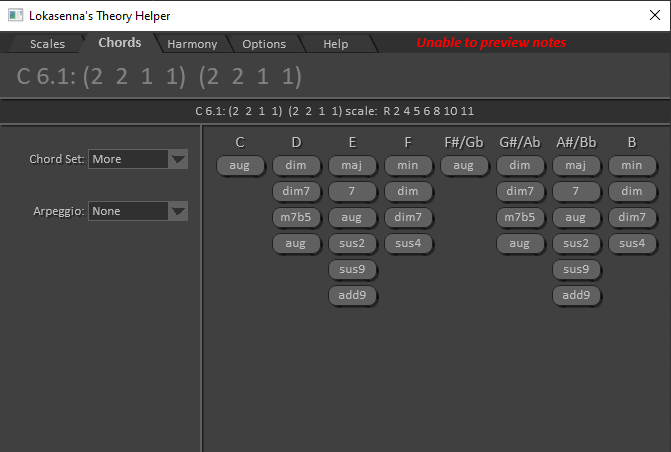 Lokasenna's Theory Helper
Scales Chords Harmony Options Help Unable to preview notes
C 6.1: (2 2 1 1) (2 2 1 1)
C 6.1: (2 2 1 1) (2 2 1 1) scale: R 2 4 5 6 8 10 11
Chord Set: More
Arpeggio: None
C D E F F#/Gb G#/Ab A#/Bb B
aug dim maj min aug dim maj min
dim7 7 dim dim7 7 dim
m7b5 aug dim7 m7b5 aug dim7
aug sus2 sus4 aug sus2 sus4
sus9 sus9
add9 add9